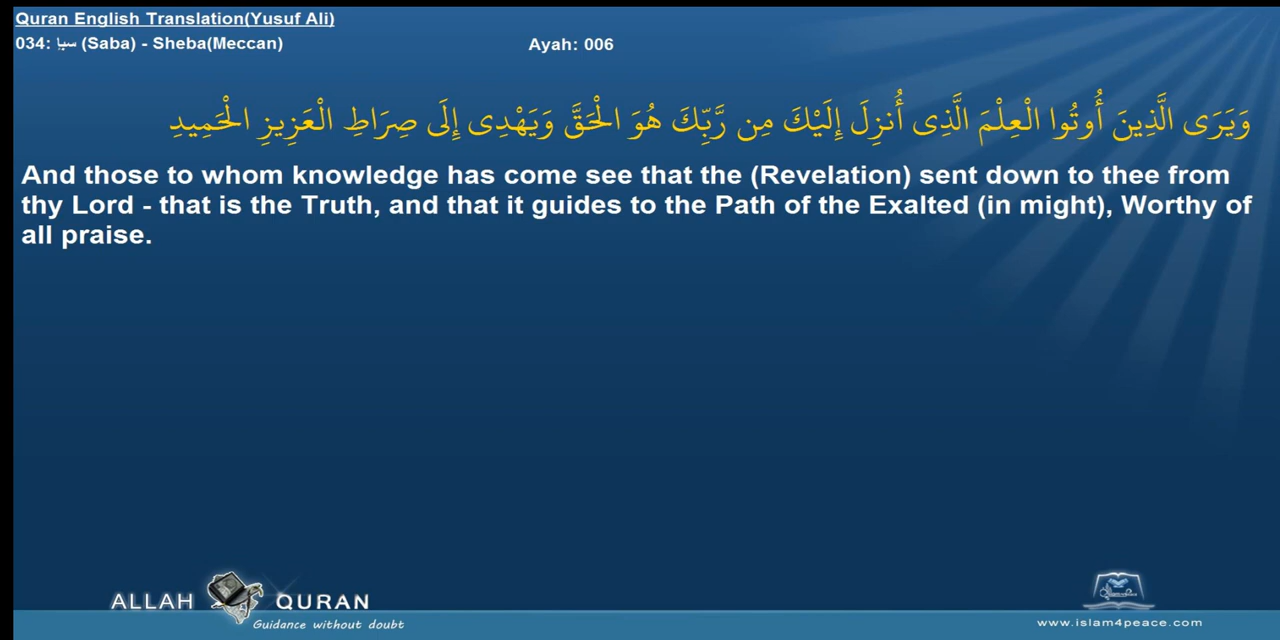 Quran English Translation(Yusuf Ali)
034: سبإ (Saba) - Sheba(Meccan) Ayah: 006
وَيَرَى الَّذِينَ أُوتُوا الْعِلْمَ الَّذِى أُنزِلَ إِلَيْكَ مِن رَّبِّكَ هُوَ الْحَقَّ وَيَهْدِى إِلَى صِرَاطِ الْعَزِيزِ الْحَمِيدِ
And those to whom knowledge has come see that the (Revelation) sent down to thee from
thy Lord - that is the Truth, and that it guides to the Path of the Exalted (in might), Worthy of
all praise.
ALLAH QURAN
Guidance without doubt
www.islam4peace.com